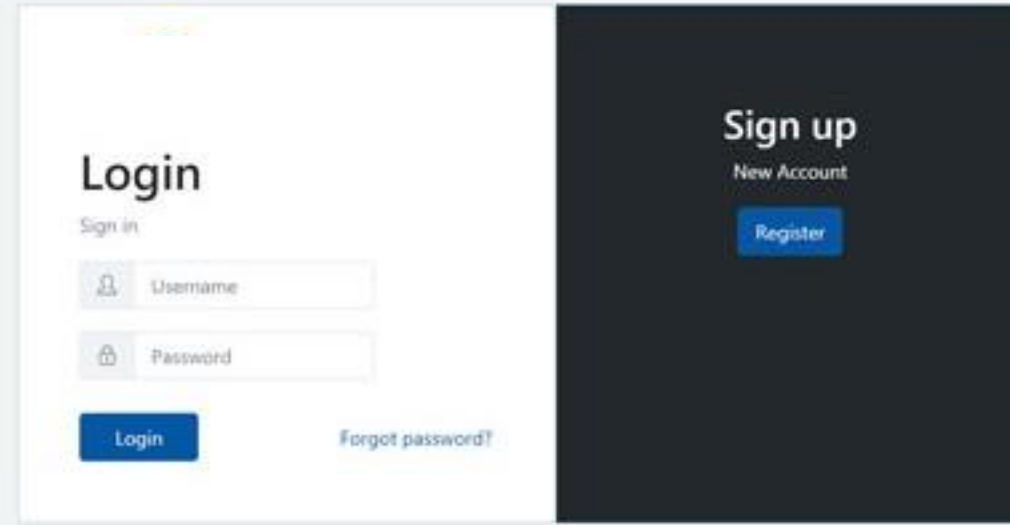 Login
Sign in
Username
Password
Login
Forgot password?
Sign up
New Account
Register